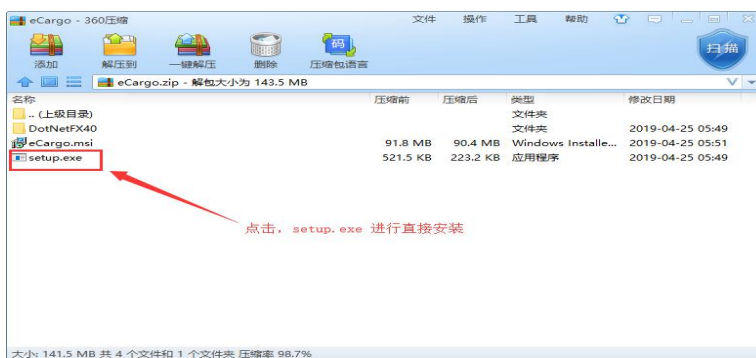 eCargo - 360压缩 文件 操作 工具 帮助
添加 解压到 一键解压 删除 压缩包语言 扫描
eCargo.zip - 解包大小为 143.5 MB
名称 压缩前 压缩后 类型 修改日期
.. (上级目录) 文件夹
DotNetFX40 文件夹 2019-04-25 05:49
eCargo.msi 91.8 MB 90.4 MB Windows Installe... 2019-04-25 05:51
setup.exe 521.5 KB 223.2 KB 应用程序 2019-04-25 05:49
点击，setup.exe 进行直接安装
大小: 141.5 MB 共 4 个文件和 1 个文件夹 压缩率 98.7%